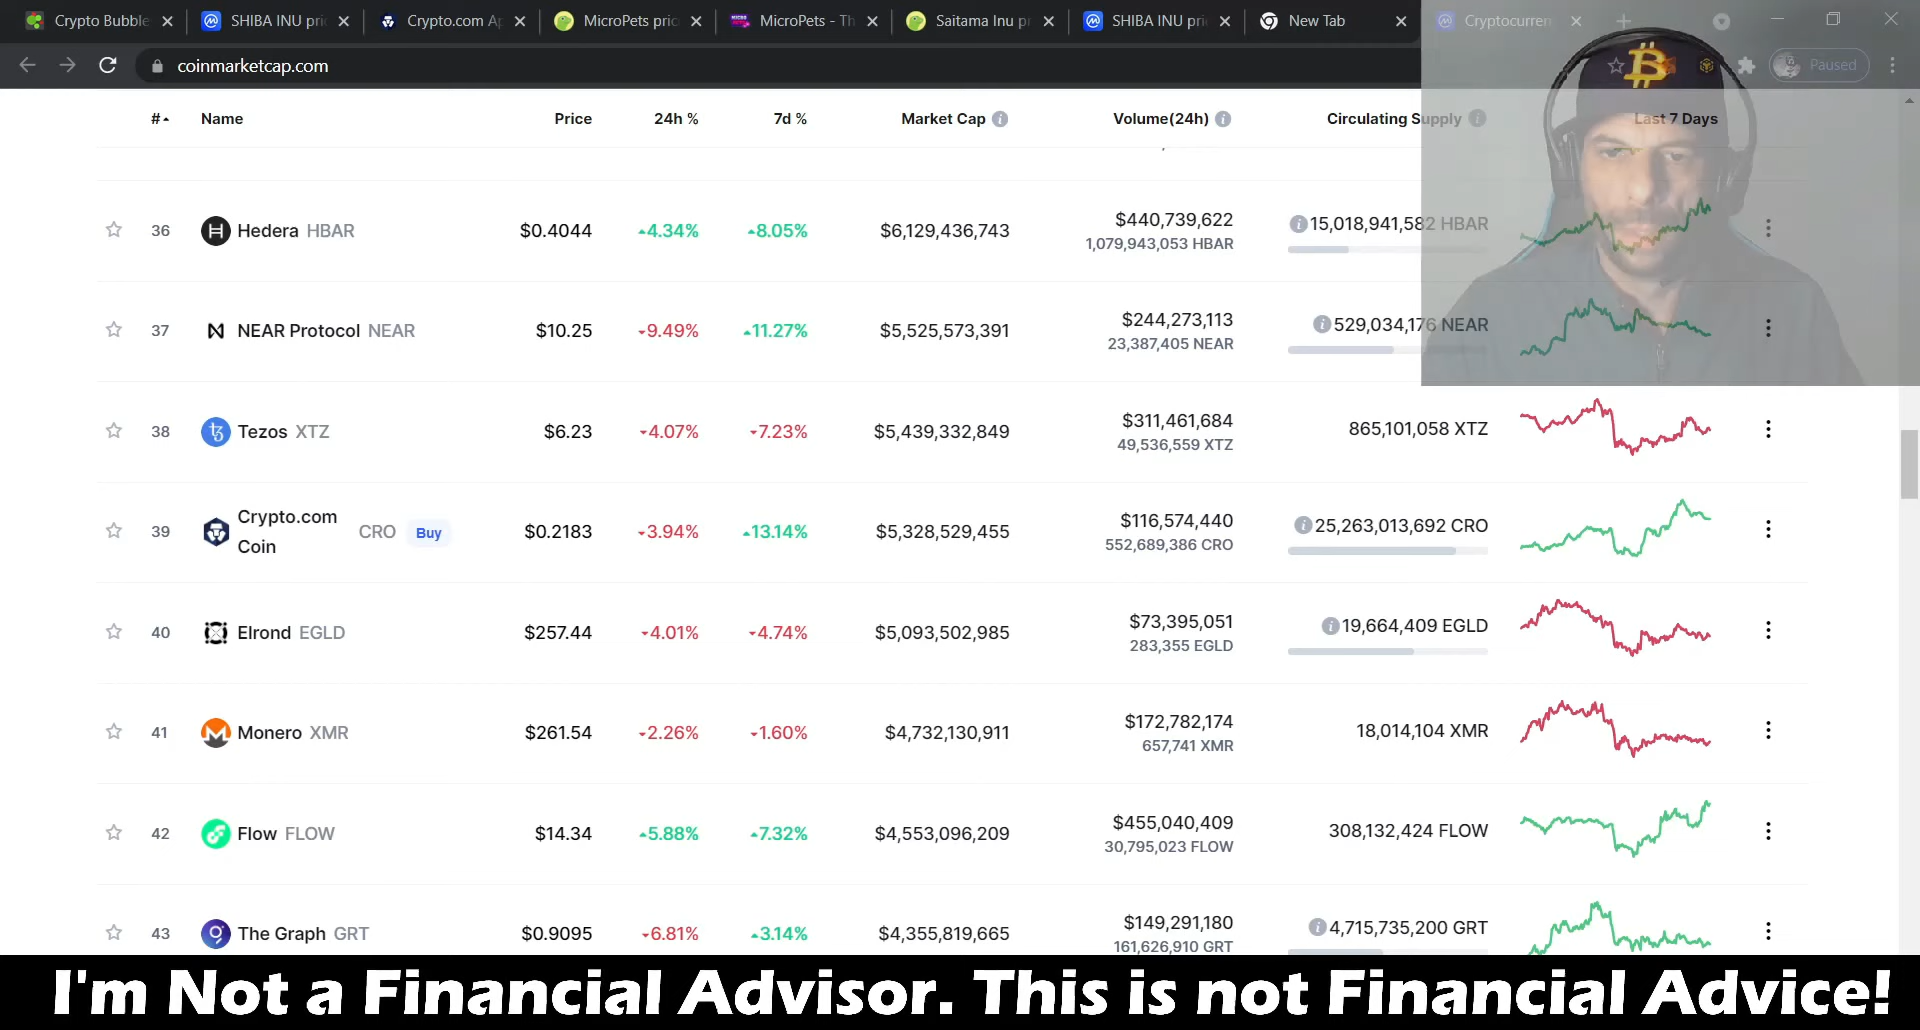 Crypto Bubble
SHIBA INU pri
Crypto.com Ap
MicroPets pric
MicroPets - Th
Saitama Inu pr
SHIBA INU pri
New Tab
Cryptocurren
coinmarketcap.com
Paused
# Name Price 24h % 7d % Market Cap Volume(24h) Circulating Supply Last 7 Days
36 Hedera HBAR $0.4044 4.34% 8.05% $6,129,436,743 $440,739,622 15,018,941,582 HBAR
1,079,943,053 HBAR
37 NEAR Protocol NEAR $10.25 9.49% 11.27% $5,525,573,391 $244,273,113 529,034,176 NEAR
23,387,405 NEAR
38 Tezos XTZ $6.23 4.07% 7.23% $5,439,332,849 $311,461,684 865,101,058 XTZ
49,536,559 XTZ
39 Crypto.com Coin CRO Buy $0.2183 3.94% 13.14% $5,328,529,455 $116,574,440 25,263,013,692 CRO
552,689,386 CRO
40 Elrond EGLD $257.44 4.01% 4.74% $5,093,502,985 $73,395,051 19,664,409 EGLD
283,355 EGLD
41 Monero XMR $261.54 2.26% 1.60% $4,732,130,911 $172,782,174 18,014,104 XMR
657,741 XMR
42 Flow FLOW $14.34 5.88% 7.32% $4,553,096,209 $455,040,409 308,132,424 FLOW
30,795,023 FLOW
43 The Graph GRT $0.9095 6.81% 3.14% $4,355,819,665 $149,291,180 4,715,735,200 GRT
161,626,910 GRT
I'm Not a Financial Advisor. This is not Financial Advice!